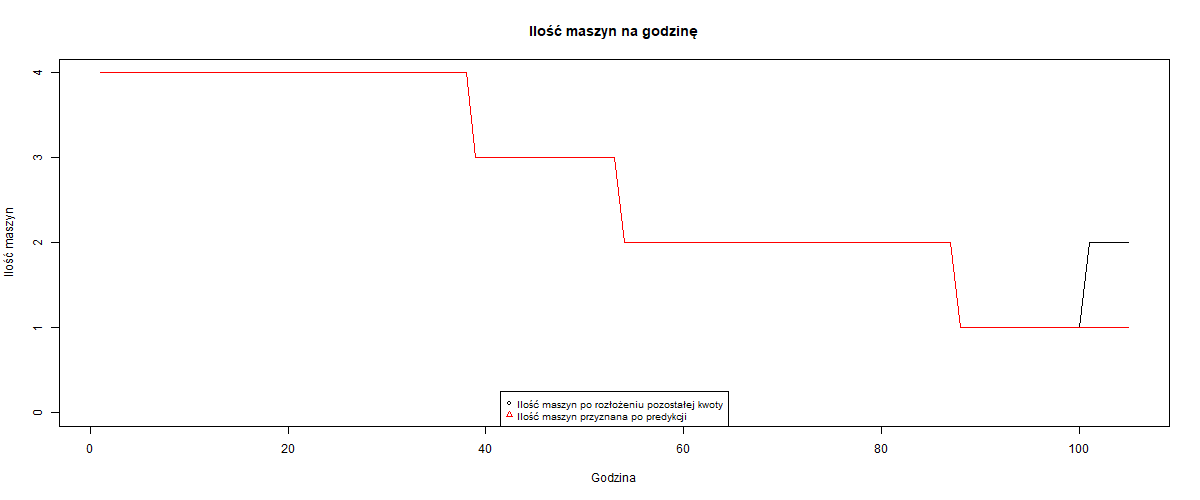 Ilość maszyn na godzinę
Ilość maszyn
4
3
2
1
0
Ilość maszyn po rozłożeniu pozostałej kwoty
Ilość maszyn przyznana po predykcji
0 20 40 60 80 100
Godzina